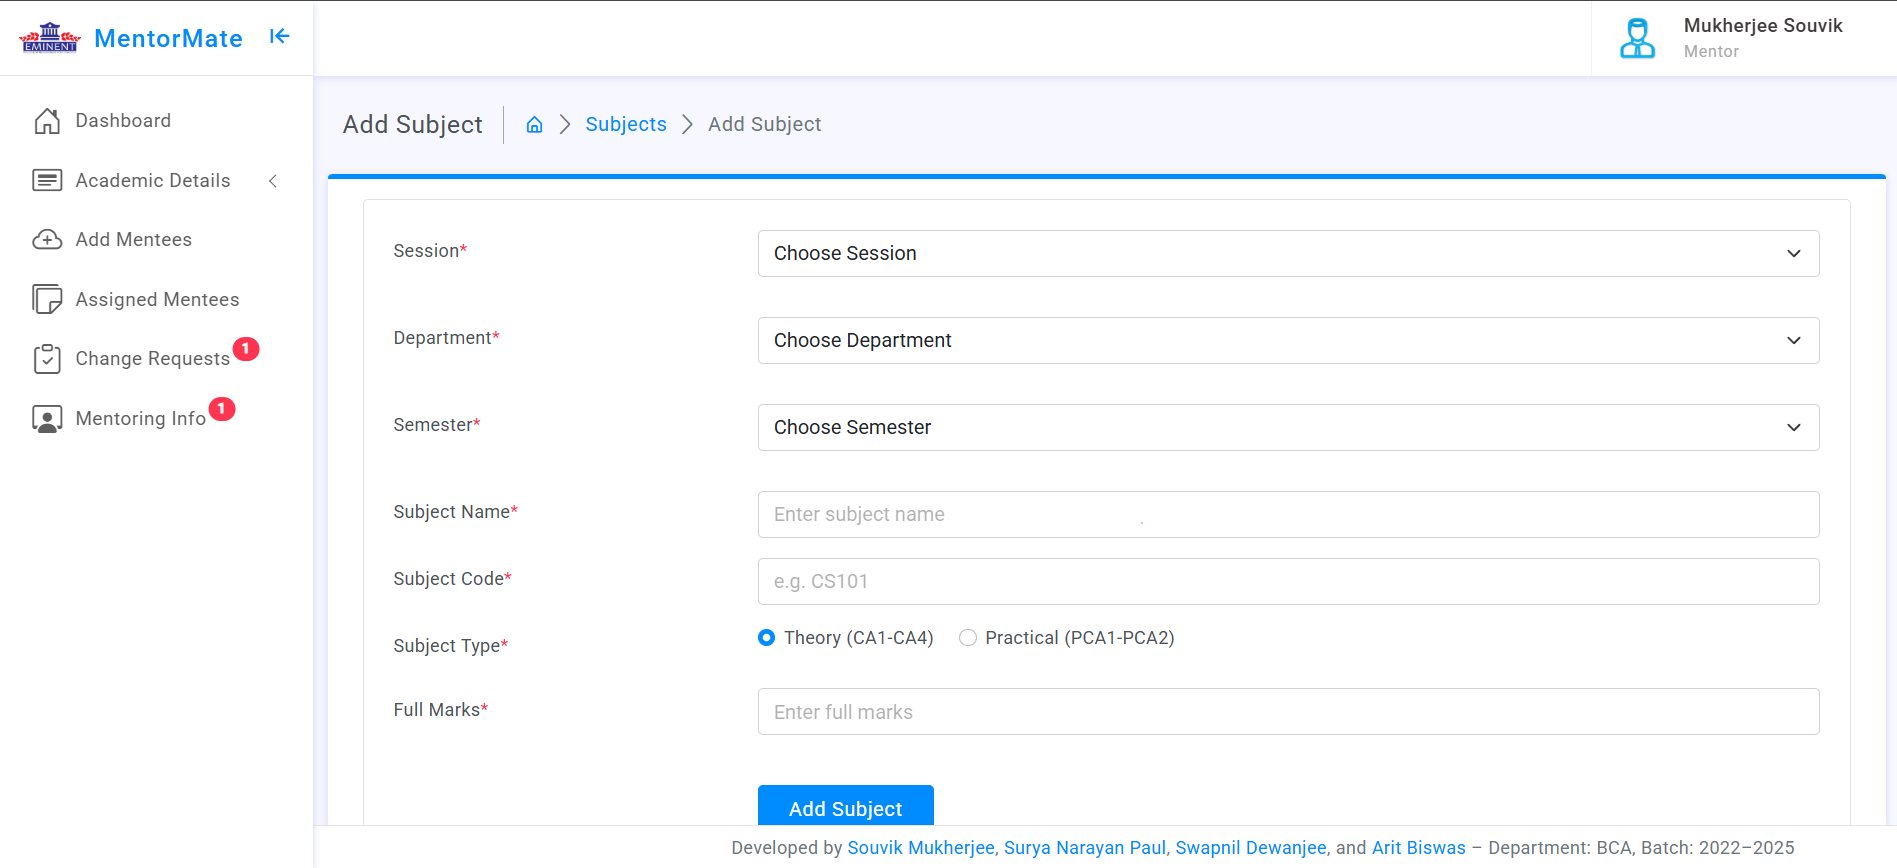 EMINENT
MentorMate
Mukherjee Souvik
Mentor
Dashboard
Academic Details
Add Mentees
Assigned Mentees
Change Requests 1
Mentoring Info 1
Add Subject
Subjects
Add Subject
Session*
Choose Session
Department*
Choose Department
Semester*
Choose Semester
Subject Name*
Enter subject name
Subject Code*
e.g. CS101
Subject Type*
Theory (CA1-CA4)
Practical (PCA1-PCA2)
Full Marks*
Enter full marks
Add Subject
Developed by Souvik Mukherjee, Surya Narayan Paul, Swapnil Dewanjee, and Arit Biswas – Department: BCA, Batch: 2022–2025